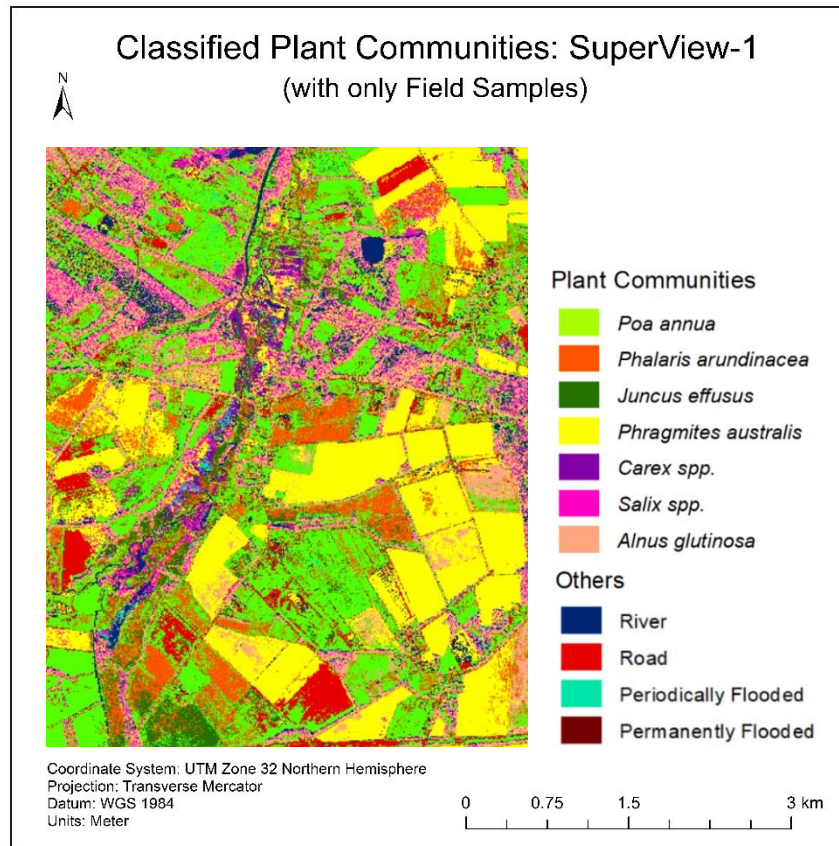 Classified Plant Communities: SuperView-1
(with only Field Samples)
N
Plant Communities
Poa annua
Phalaris arundinacea
Juncus effusus
Phragmites australis
Carex spp.
Salix spp.
Alnus glutinosa
Others
River
Road
Periodically Flooded
Permanently Flooded
Coordinate System: UTM Zone 32 Northern Hemisphere
Projection: Transverse Mercator
Datum: WGS 1984
Units: Meter
0 0.75 1.5 3 km